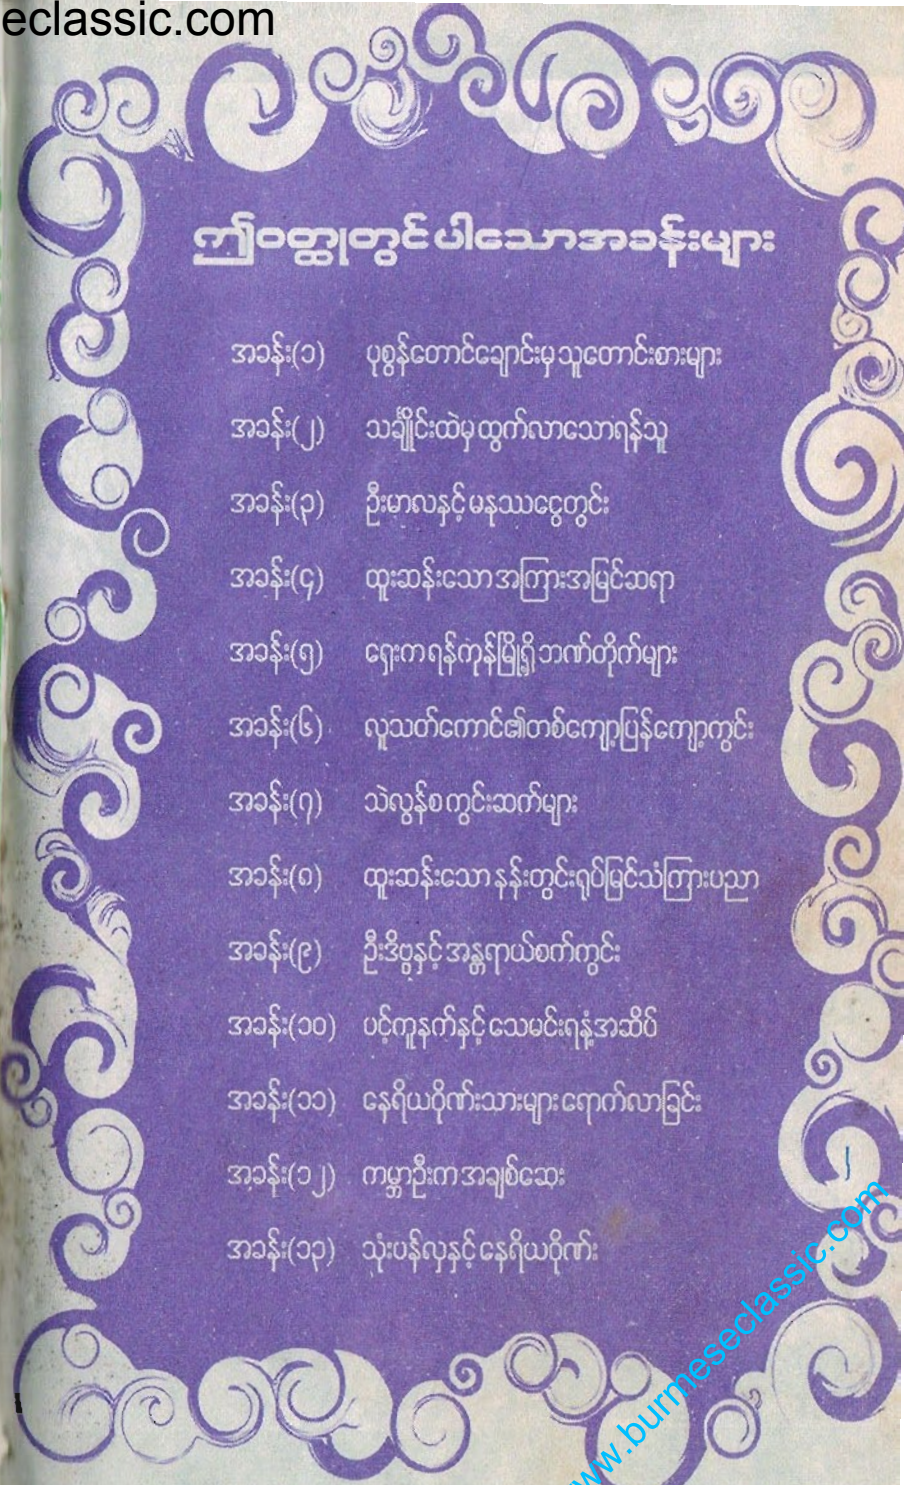 eclassic.com
ဤဝတ္ထုတွင်ပါသောအခန်းများ
အခန်း(၁) ပုစွန်တောင်ချောင်းမှ သူတောင်းစားများ
အခန်း(၂) သင်္ချိုင်းထဲမှ ထွက်လာသောရန်သူ
အခန်း(၃) ဦးမာလနှင့် မနုဿငွေတွင်း
အခန်း(၄) ထူးဆန်းသော အကြားအမြင်ဆရာ
အခန်း(၅) ရှေးက ရန်ကုန်မြို့ရှိ ဘဏ်တိုက်များ
အခန်း(၆) လူသတ်ကောင်၏တစ်ကျော့ပြန်ကျော့ကွင်း
အခန်း(၇) သဲလွန်စ ကွင်းဆက်များ
အခန်း(၈) ထူးဆန်းသော နန်းတွင်းရုပ်မြင်သံကြားပညာ
အခန်း(၉) ဦးဒိဗ္ဗနှင့် အန္တရာယ်စက်ကွင်း
အခန်း(၁၀) ပင့်ကူနက်နှင့် သေမင်းရနံ့အဆိပ်
အခန်း(၁၁) နေရိယဝိုဏ်းသားများ ရောက်လာခြင်း
အခန်း(၁၂) ကမ္ဘာဦးက အချစ်ဆေး
အခန်း(၁၃) သုံးပန်လှနှင့် နေရိယဝိုဏ်း
www.burmeseclassic.com